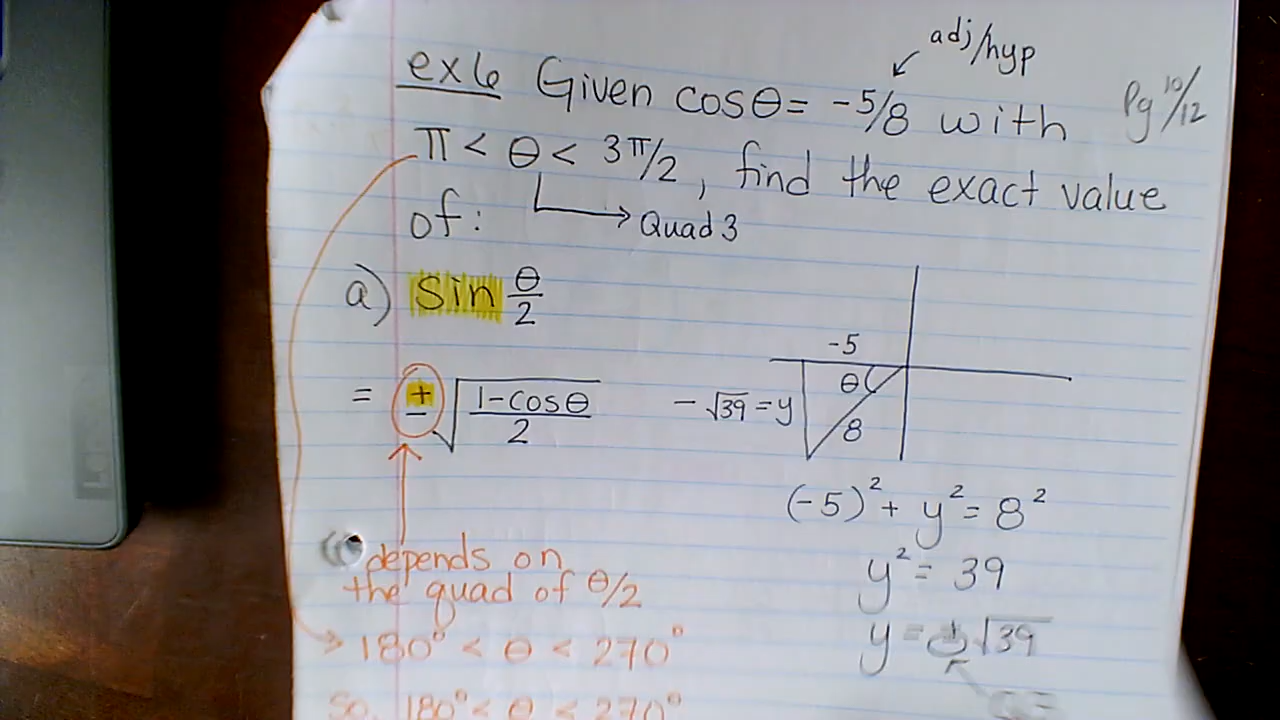 adj/hyp
ex6 Given cosθ = -5/8 with
Pg 10/12
π < θ < 3π/2, find the exact value
of: → Quad 3
a) sin θ/2
= ± √((1-cosθ)/2)
-5
θ
8
-√39 = y
(-5)² + y² = 8²
y² = 39
y = ±√39
depends on
the quad of θ/2
180° < θ < 270°
So, 180° < θ < 270°